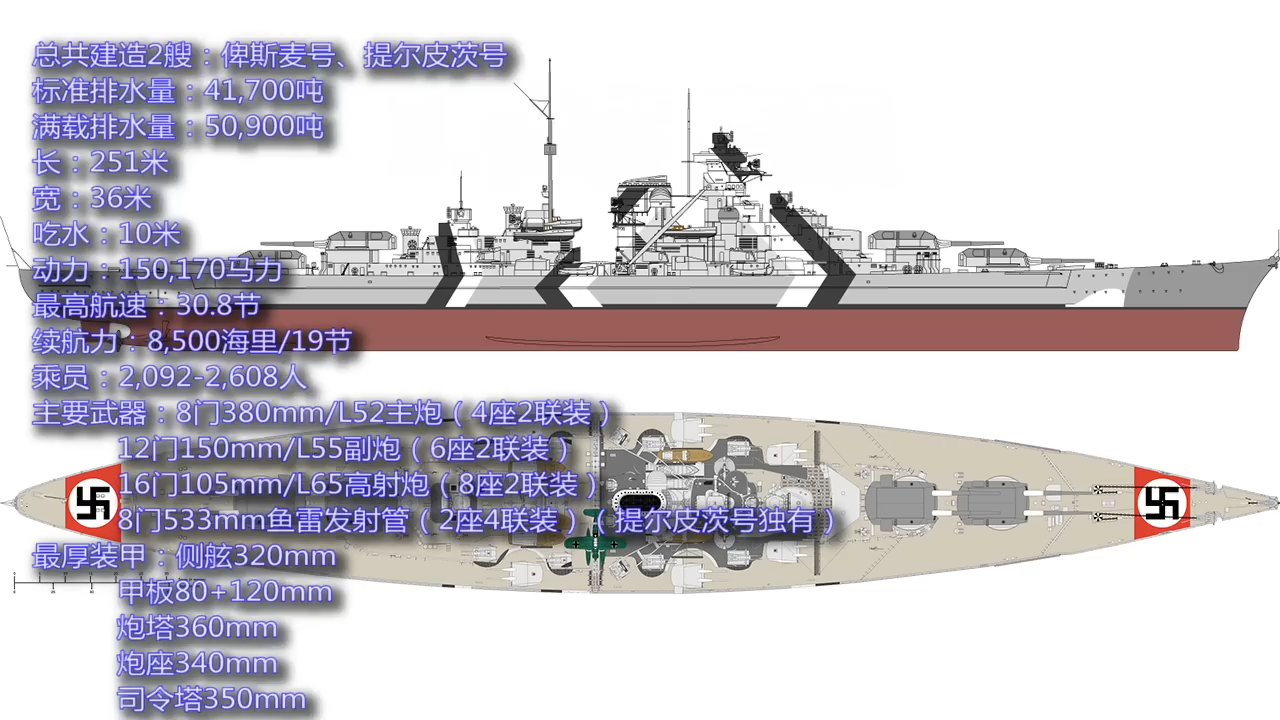 总共建造2艘：俾斯麦号、提尔皮茨号
标准排水量：41,700吨
满载排水量：50,900吨
长：251米
宽：36米
吃水：10米
动力：150,170马力
最高航速：30.8节
续航力：8,500海里/19节
乘员：2,092-2,608人
主要武器：8门380mm/L52主炮（4座2联装）
12门150mm/L55副炮（6座2联装）
16门105mm/L65高射炮（8座2联装）
8门533mm鱼雷发射管（2座4联装）（提尔皮茨号独有）
最厚装甲：侧舷320mm
甲板80+120mm
炮塔360mm
炮座340mm
司令塔350mm